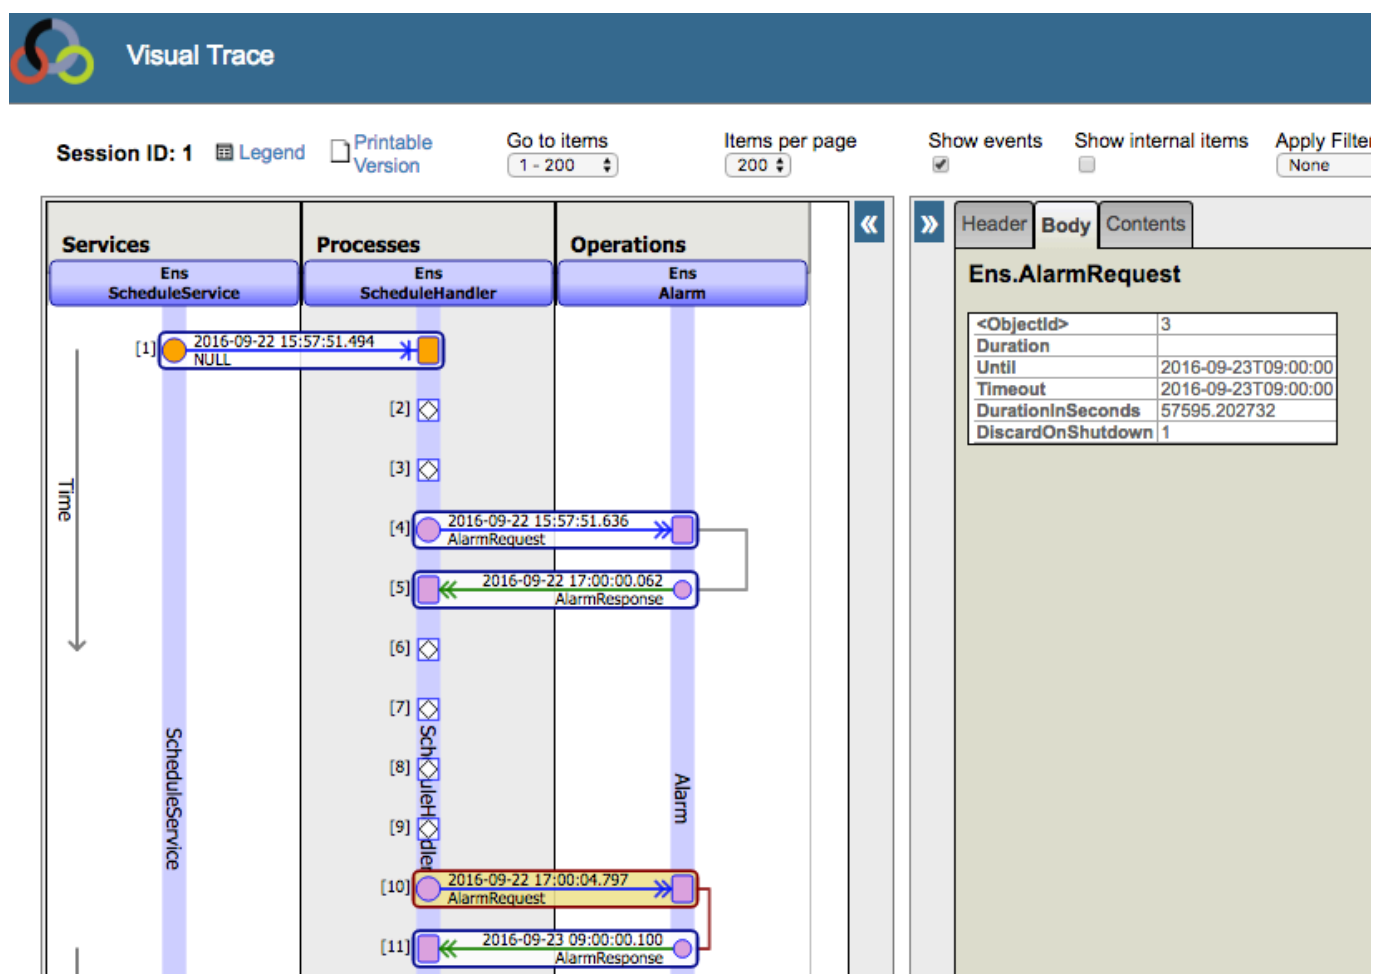 Visual Trace
Session ID: 1
Legend
Printable
Version
Go to items
1 - 200
Items per page
200
Show events
Show internal items
Apply Filter
None
Services
Processes
Operations
Ens
ScheduleService
Ens
ScheduleHandler
Ens
Alarm
«
»
Header
Body
Contents
Ens.AlarmRequest
<ObjectId> 3
Duration
Until 2016-09-23T09:00:00
Timeout 2016-09-23T09:00:00
DurationInSeconds 57595.202732
DiscardOnShutdown 1
Time
[1] 2016-09-22 15:57:51.494
NULL
[2]
[3]
[4] 2016-09-22 15:57:51.636
AlarmRequest
[5] 2016-09-22 17:00:00.062
AlarmResponse
[6]
[7]
[8]
[9]
ScheduleService
ScheduleHandler
Alarm
[10] 2016-09-22 17:00:04.797
AlarmRequest
[11] 2016-09-23 09:00:00.100
AlarmResponse